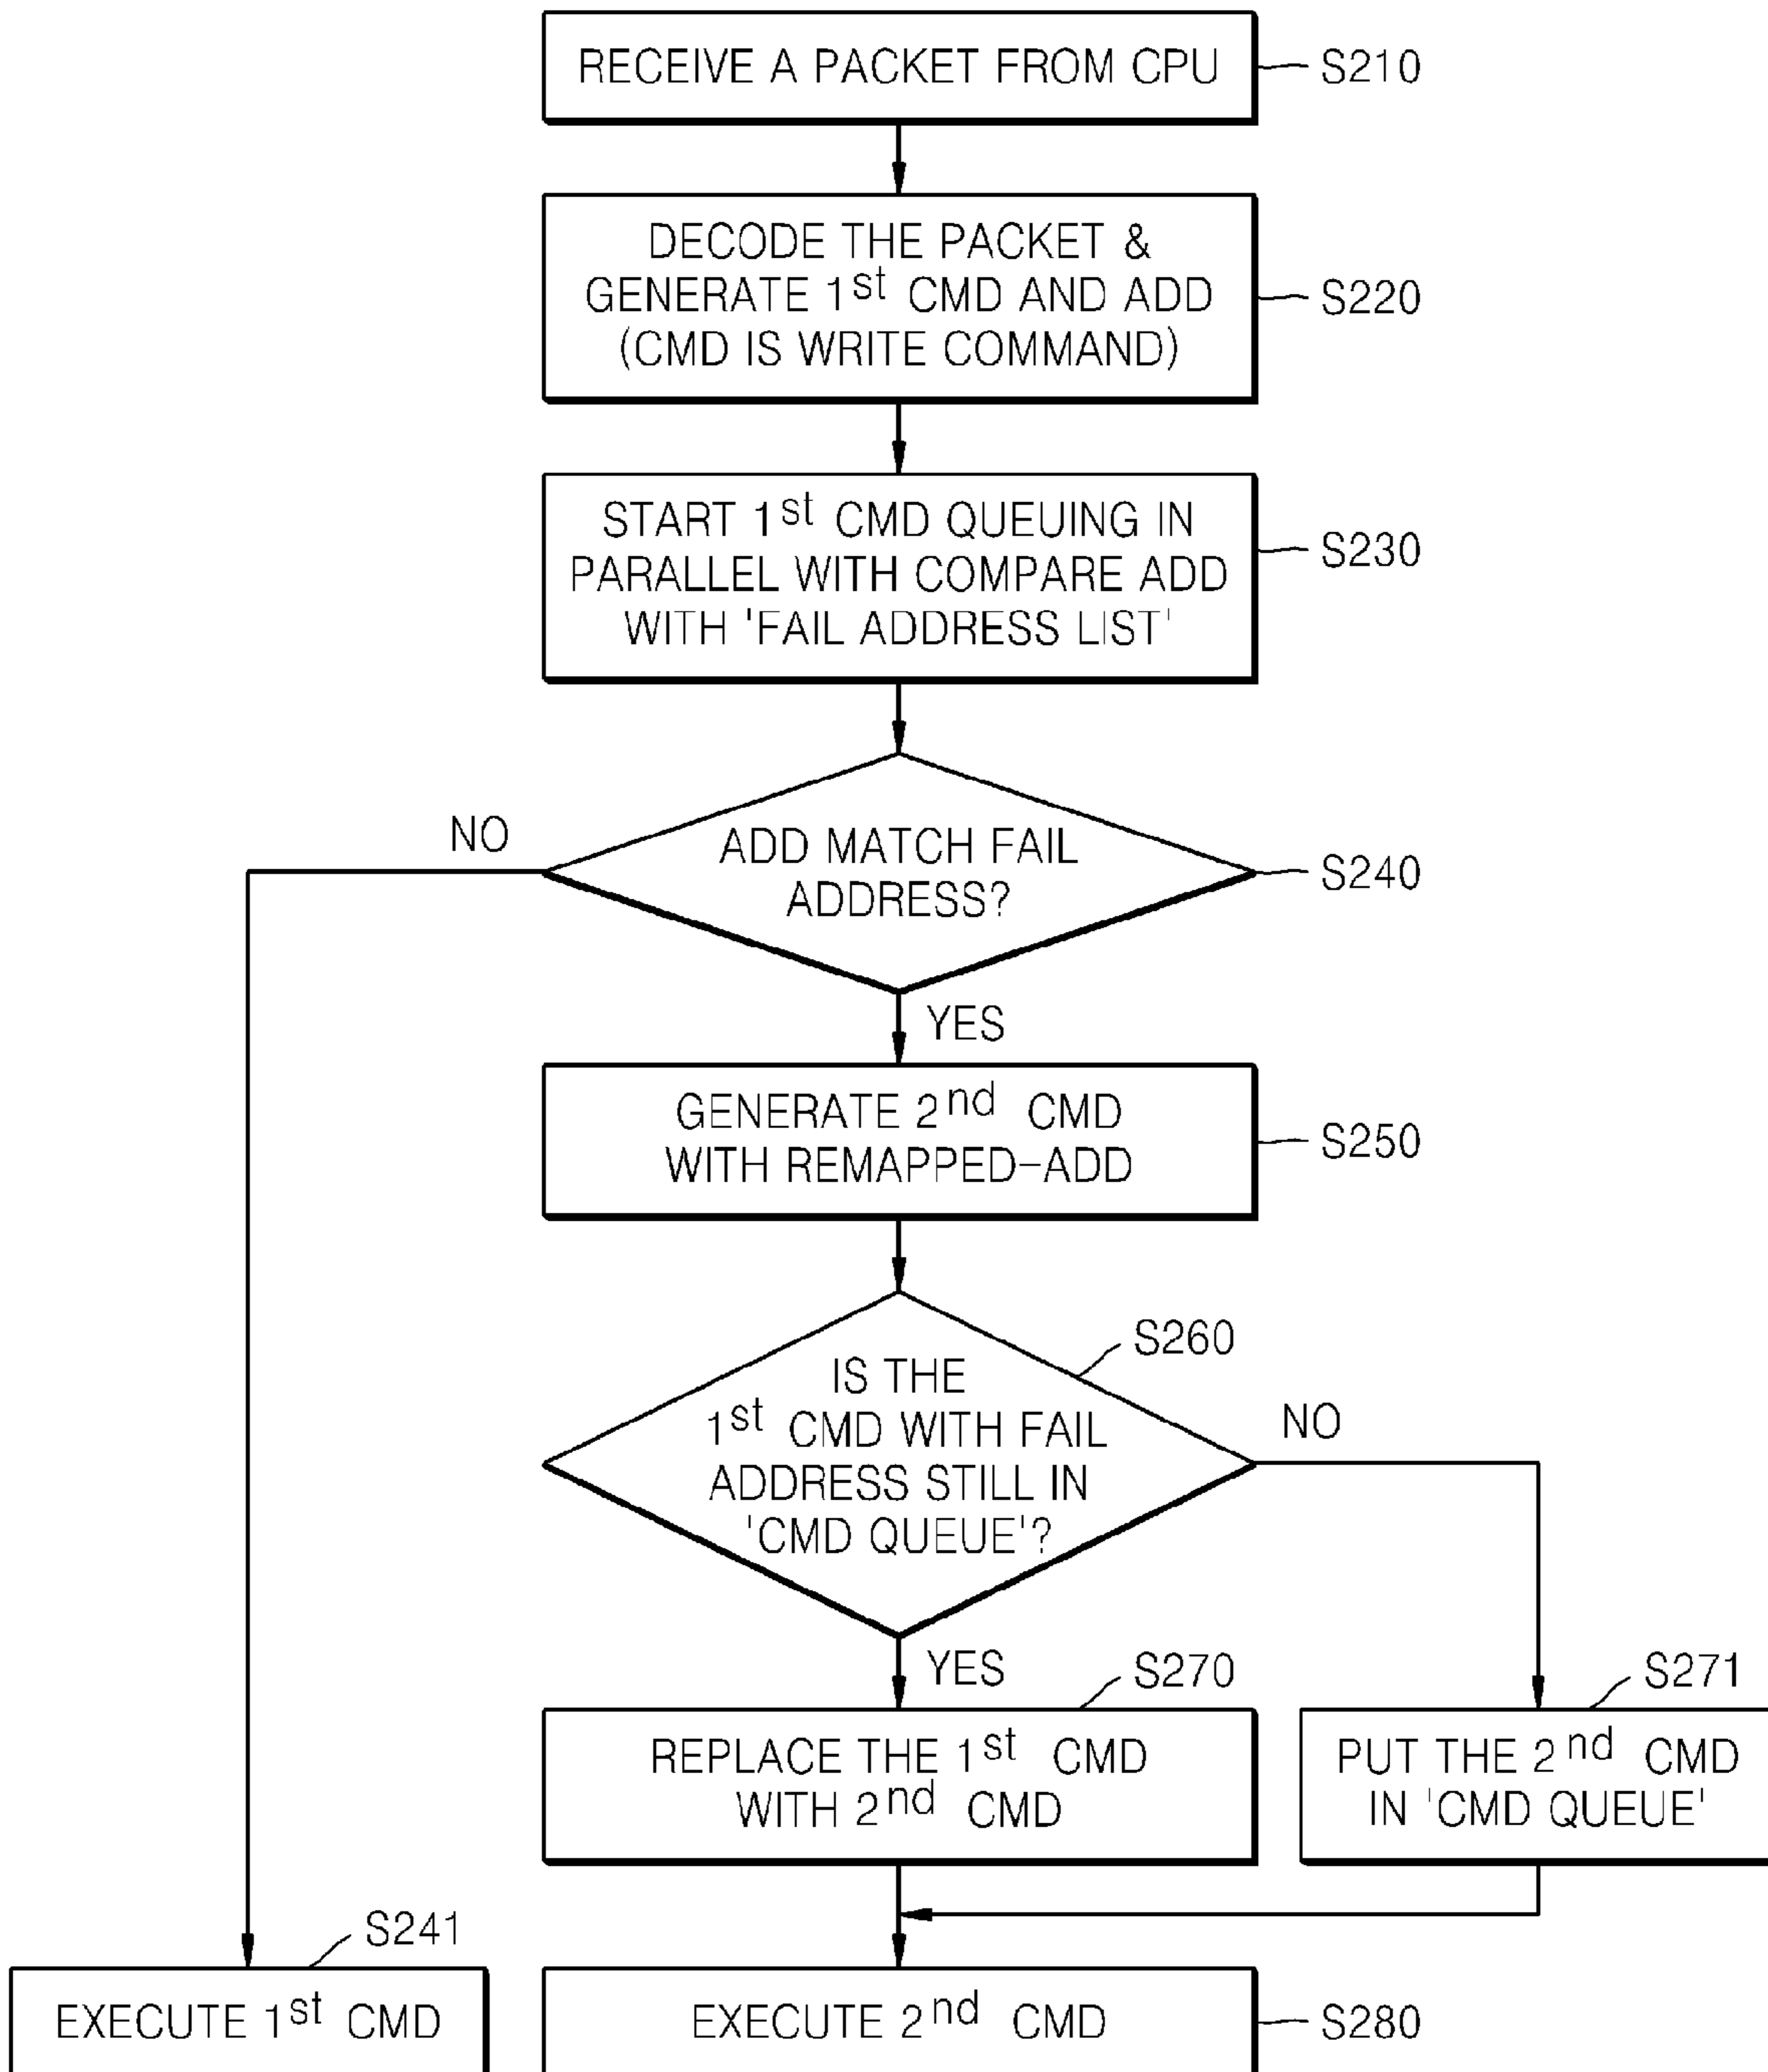 RECEIVE A PACKET FROM CPU
S210
DECODE THE PACKET &
GENERATE 1st CMD AND ADD
(CMD IS WRITE COMMAND)
S220
START 1st CMD QUEUING IN
PARALLEL WITH COMPARE ADD
WITH 'FAIL ADDRESS LIST'
S230
NO
ADD MATCH FAIL
ADDRESS?
S240
YES
GENERATE 2nd CMD
WITH REMAPPED-ADD
S250
S260
IS THE
1st CMD WITH FAIL
ADDRESS STILL IN
'CMD QUEUE'?
NO
YES
S270
REPLACE THE 1st CMD
WITH 2nd CMD
S271
PUT THE 2nd CMD
IN 'CMD QUEUE'
S241
EXECUTE 1st CMD
EXECUTE 2nd CMD
S280